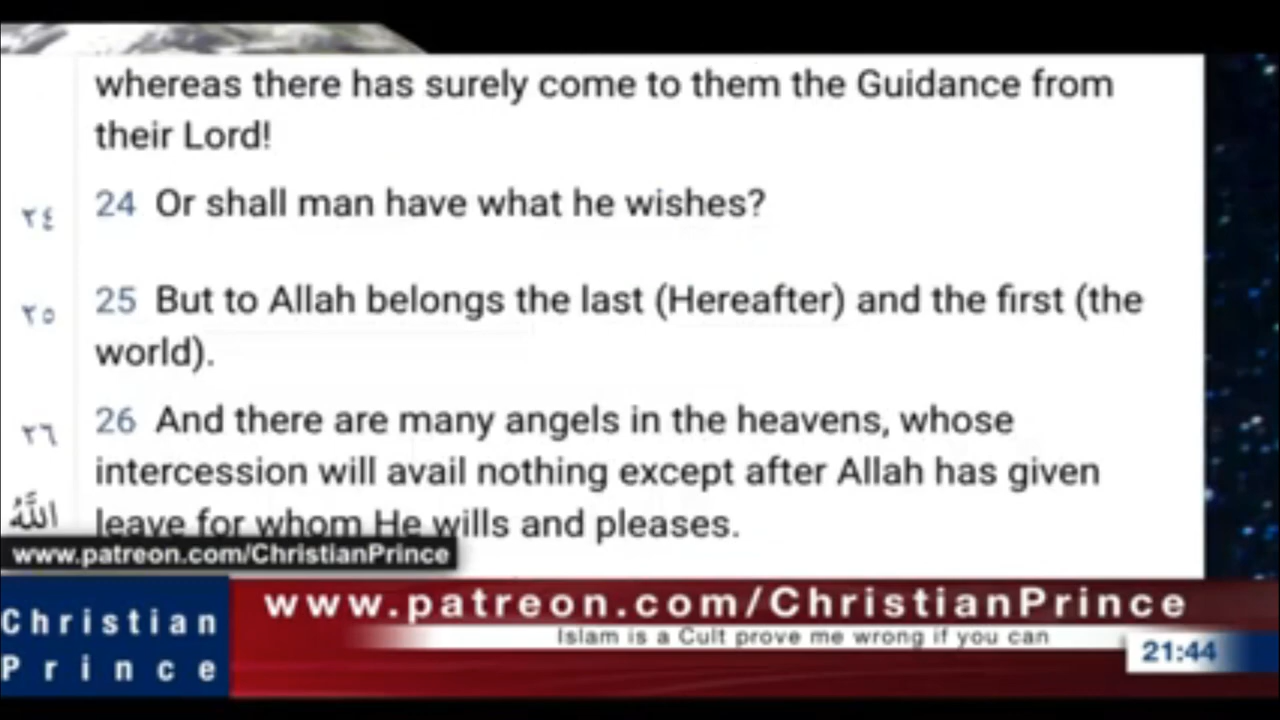 whereas there has surely come to them the Guidance from
their Lord!
٢٤
24 Or shall man have what he wishes?
٢٥
25 But to Allah belongs the last (Hereafter) and the first (the
world).
٢٦
26 And there are many angels in the heavens, whose
intercession will avail nothing except after Allah has given
اللَّهُ
leave for whom He wills and pleases.
www.patreon.com/ChristianPrince
www.patreon.com/ChristianPrince
Christian
Prince
Islam is a Cult prove me wrong if you can
21:44